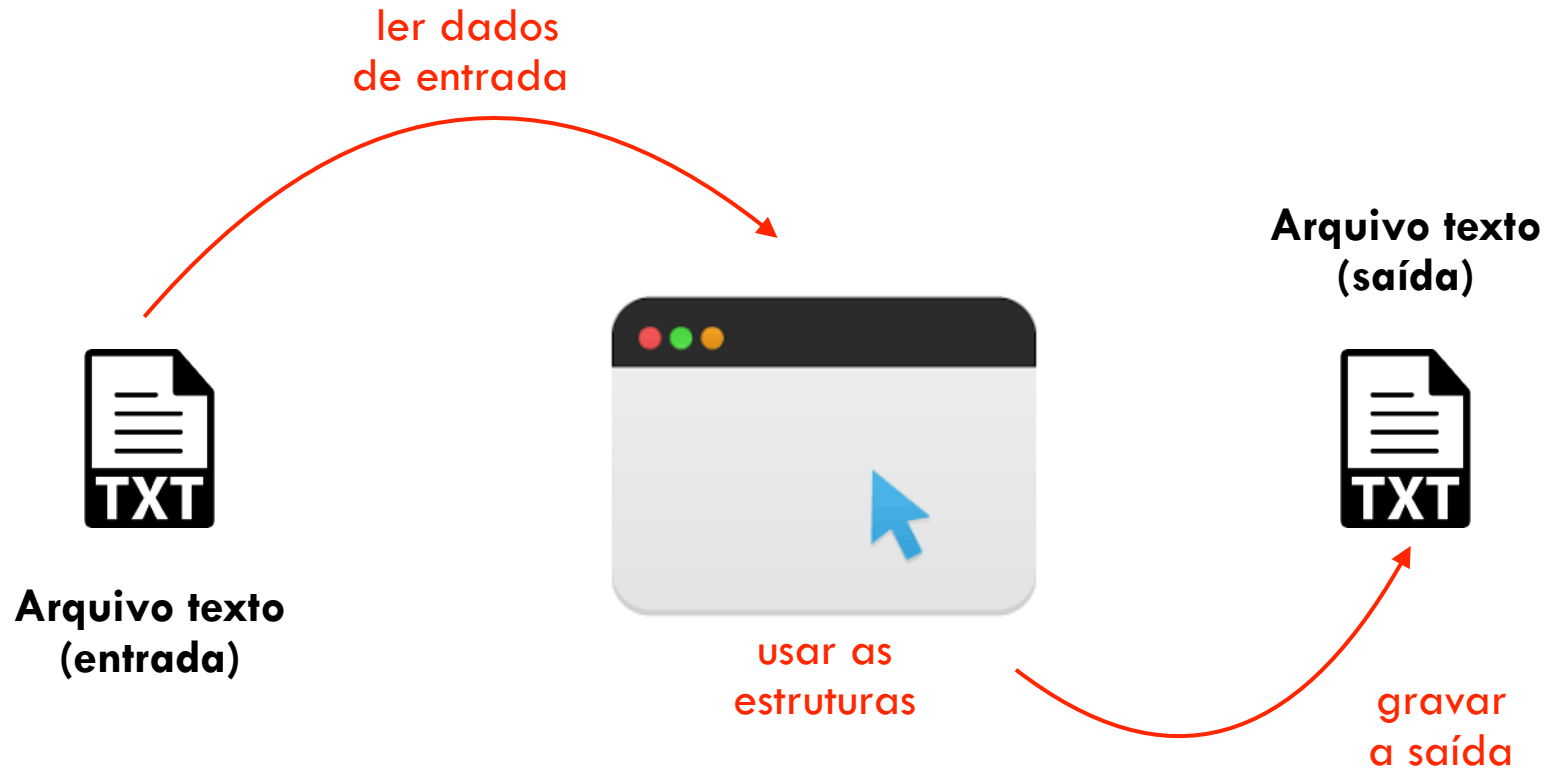 ler dados
de entrada
TXT
Arquivo texto
(entrada)
usar as
estruturas
Arquivo texto
(saída)
TXT
gravar
a saída